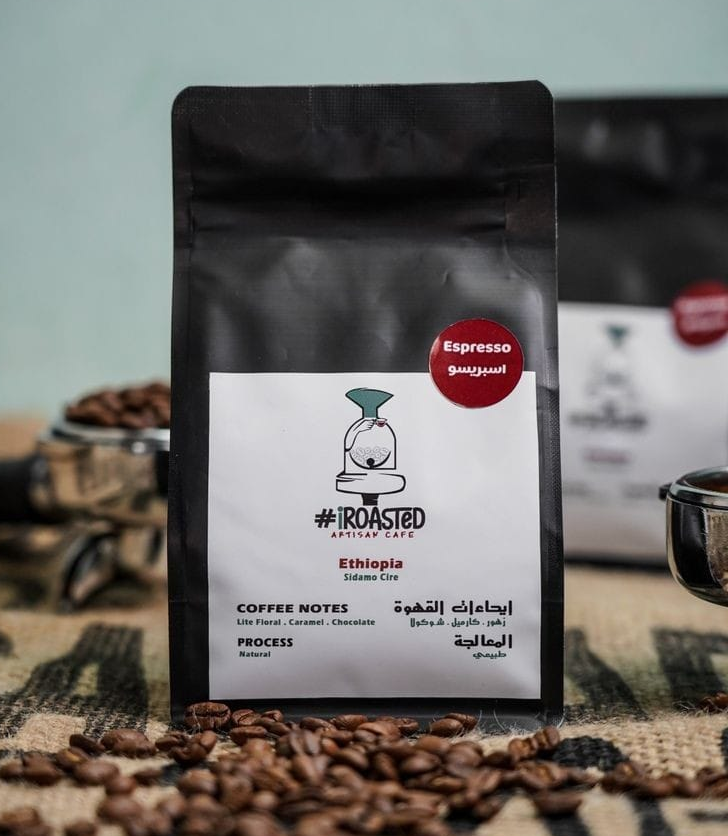 Espresso
اسبريسو
#iROASTeD
ARTISAN CAFE
Ethiopia
Sidamo Cire
COFFEE NOTES
إيحاءات القهوة
Lite Floral . Caramel . Chocolate
زهور . كارميل . شوكولا
PROCESS
المعالجة
Natural
طبيعي